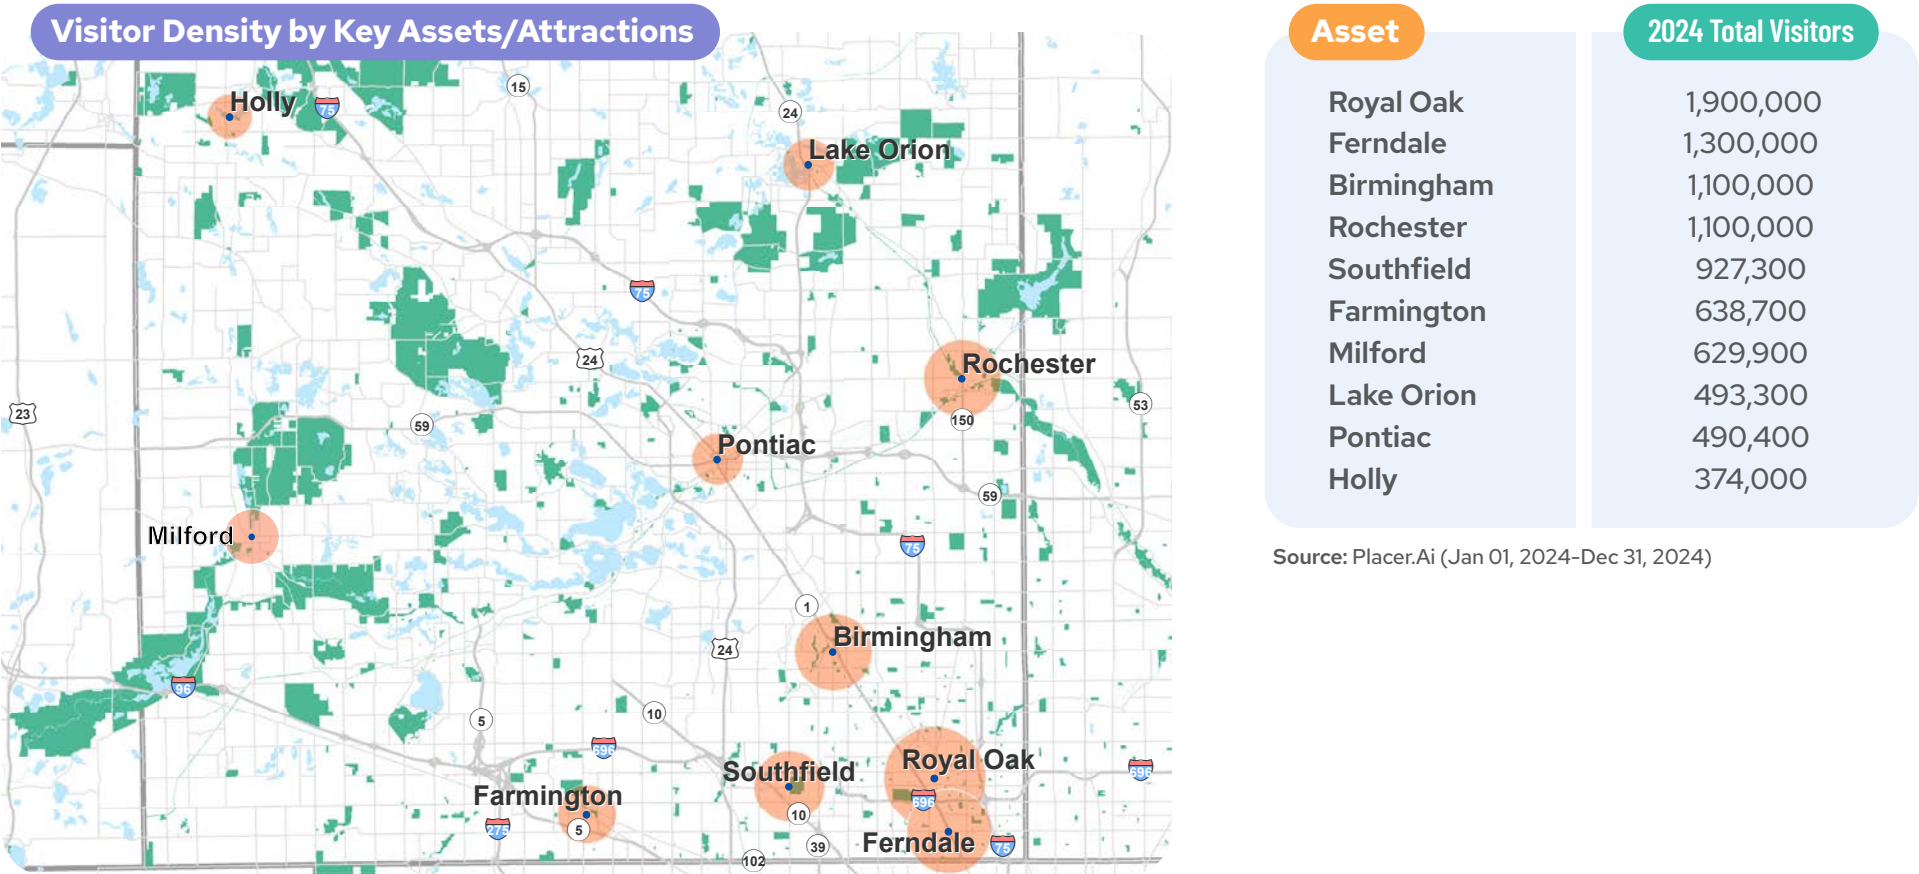 Visitor Density by Key Assets/Attractions
Holly
75
15
24
Lake Orion
75
24
23
59
Rochester
150
53
Pontiac
59
Milford
75
1
Birmingham
24
96
5
10
696
Southfield
Royal Oak
696
696
Farmington
5
275
10
39
102
Ferndale
75
Asset 2024 Total Visitors
Royal Oak 1,900,000
Ferndale 1,300,000
Birmingham 1,100,000
Rochester 1,100,000
Southfield 927,300
Farmington 638,700
Milford 629,900
Lake Orion 493,300
Pontiac 490,400
Holly 374,000
Source: Placer.Ai (Jan 01, 2024-Dec 31, 2024)